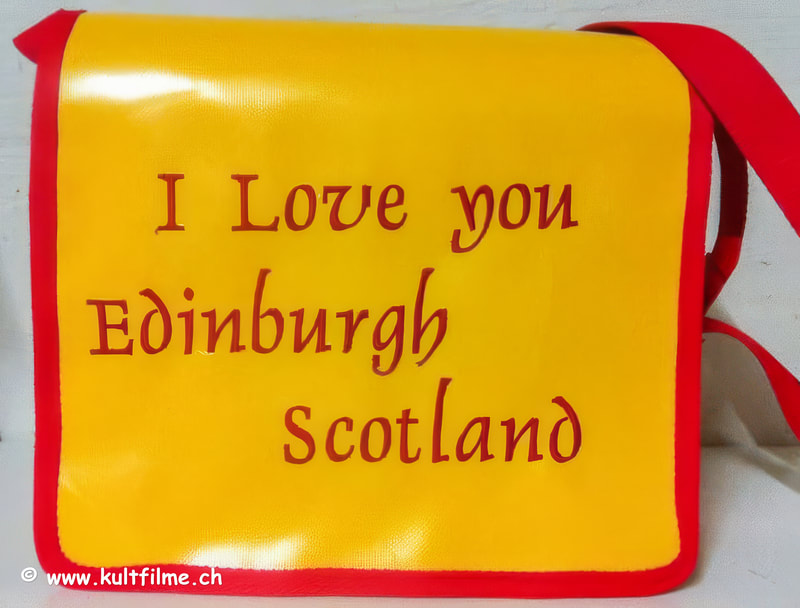 I Love you
Edinburgh
Scotland
© www.kultfilme.ch